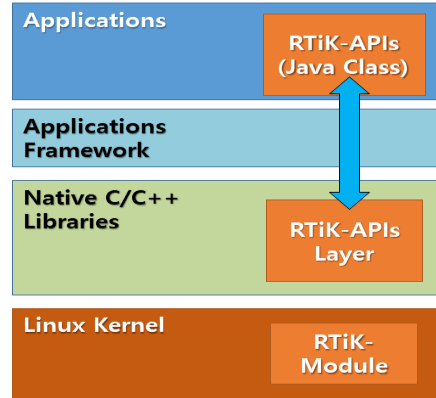 Applications
RTiK-APIs
(Java Class)
Applications
Framework
Native C/C++
Libraries
RTiK-APIs
Layer
Linux Kernel
RTiK-
Module